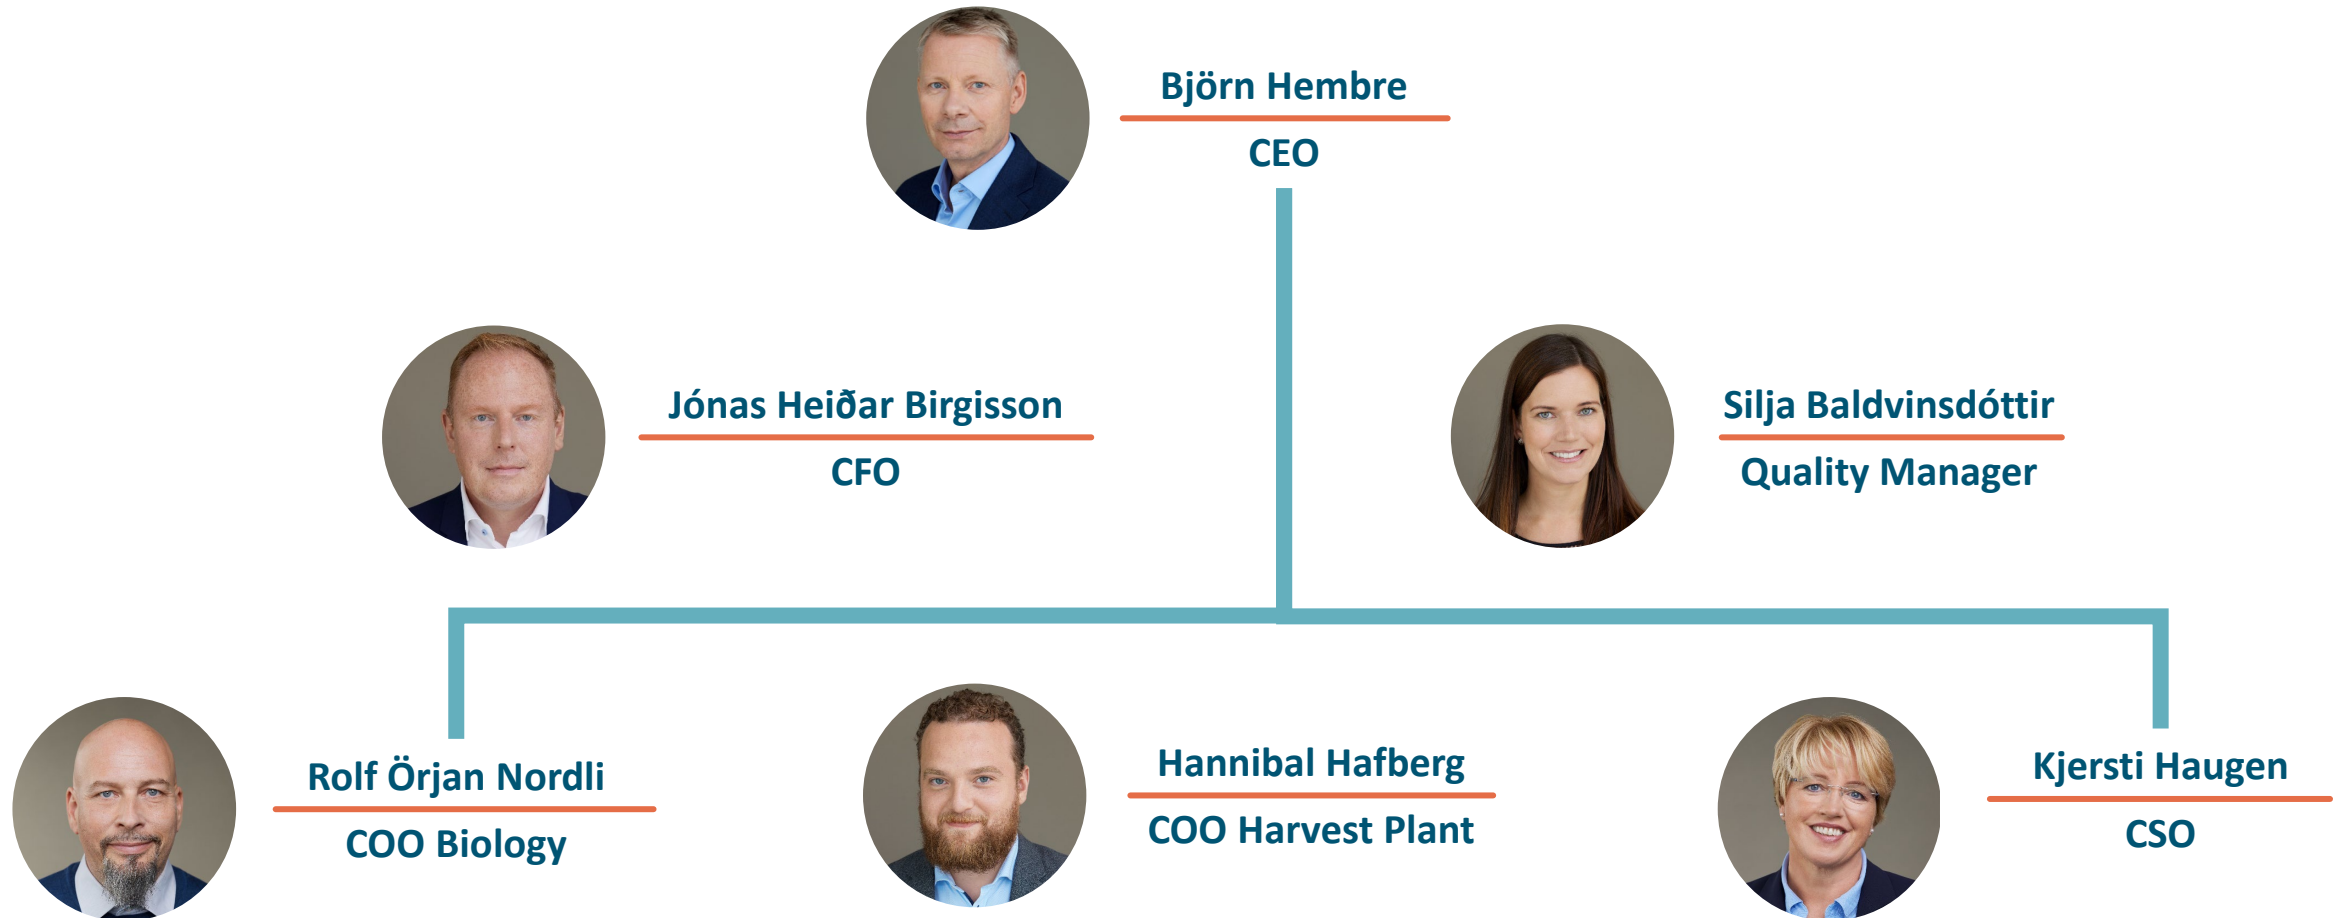 Björn Hembre
CEO
Jónas Heiðar Birgisson
CFO
Silja Baldvinsdóttir
Quality Manager
Rolf Örjan Nordli
COO Biology
Hannibal Hafberg
COO Harvest Plant
Kjersti Haugen
CSO